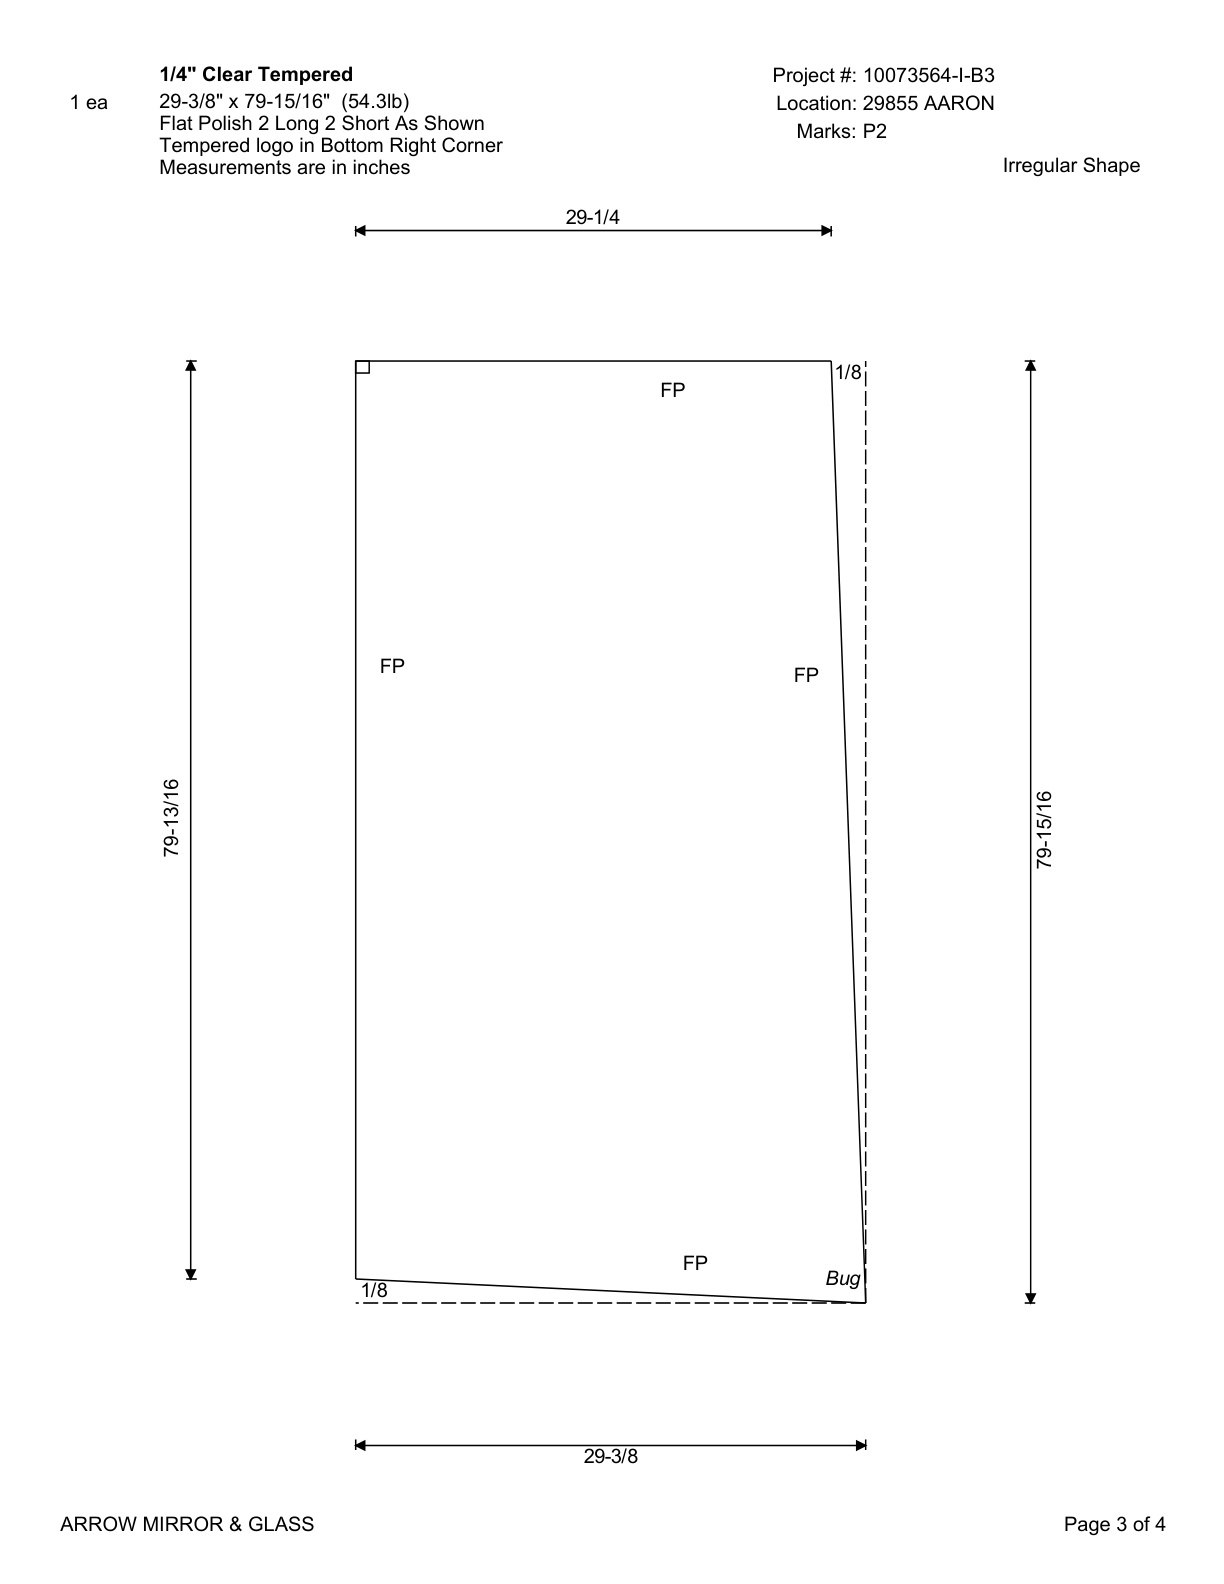 1/4" Clear Tempered
1 ea
29-3/8" x 79-15/16"  (54.3lb)
Flat Polish 2 Long 2 Short As Shown
Tempered logo in Bottom Right Corner
Measurements are in inches
Project #: 10073564-I-B3
Location: 29855 AARON
Marks: P2
Irregular Shape
29-1/4
1/8
FP
FP
FP
79-13/16
79-15/16
FP
Bug
1/8
29-3/8
ARROW MIRROR & GLASS
Page 3 of 4